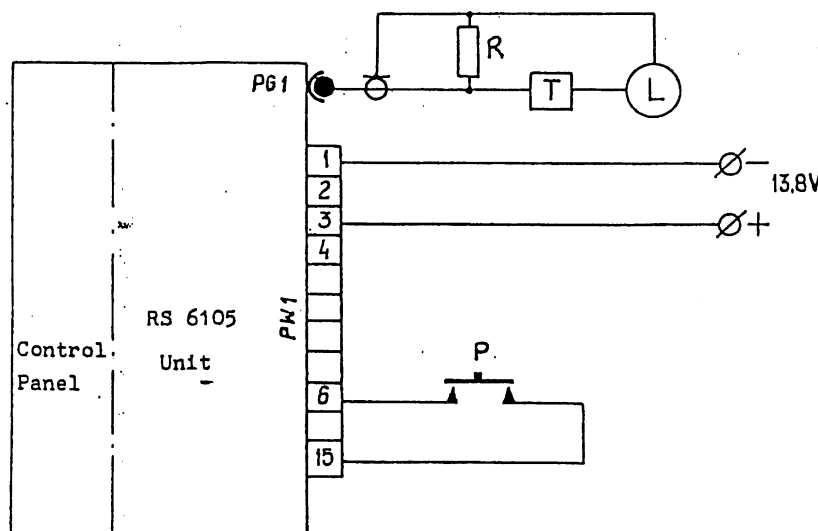 R
PG1
T
L
1
13,8V
2
3
+
4
PW1
RS 6105
Unit
Control
Panel
P
6
15